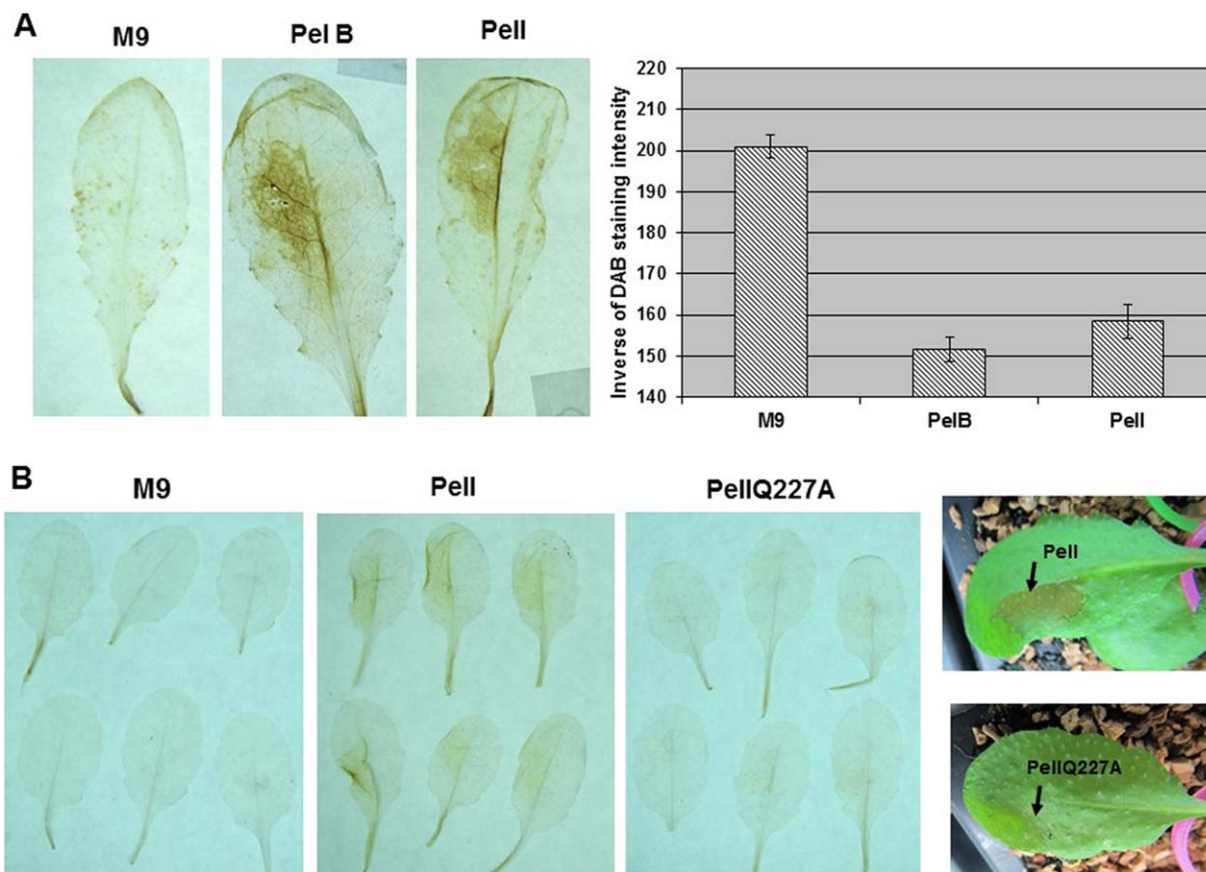 A
M9
Pel B
PelI
220
210
200
190
180
170
160
150
140
Inverse of DAB staining intensity
M9
PelB
PelI
B
M9
PelI
PelIQ227A
PelI
PelIQ227A